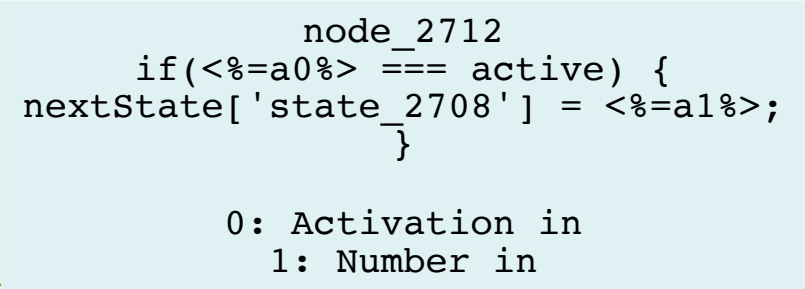 node_2712
if(<%=a0%> === active) {
nextState['state_2708'] = <%=a1%>;
}
0: Activation in
1: Number in